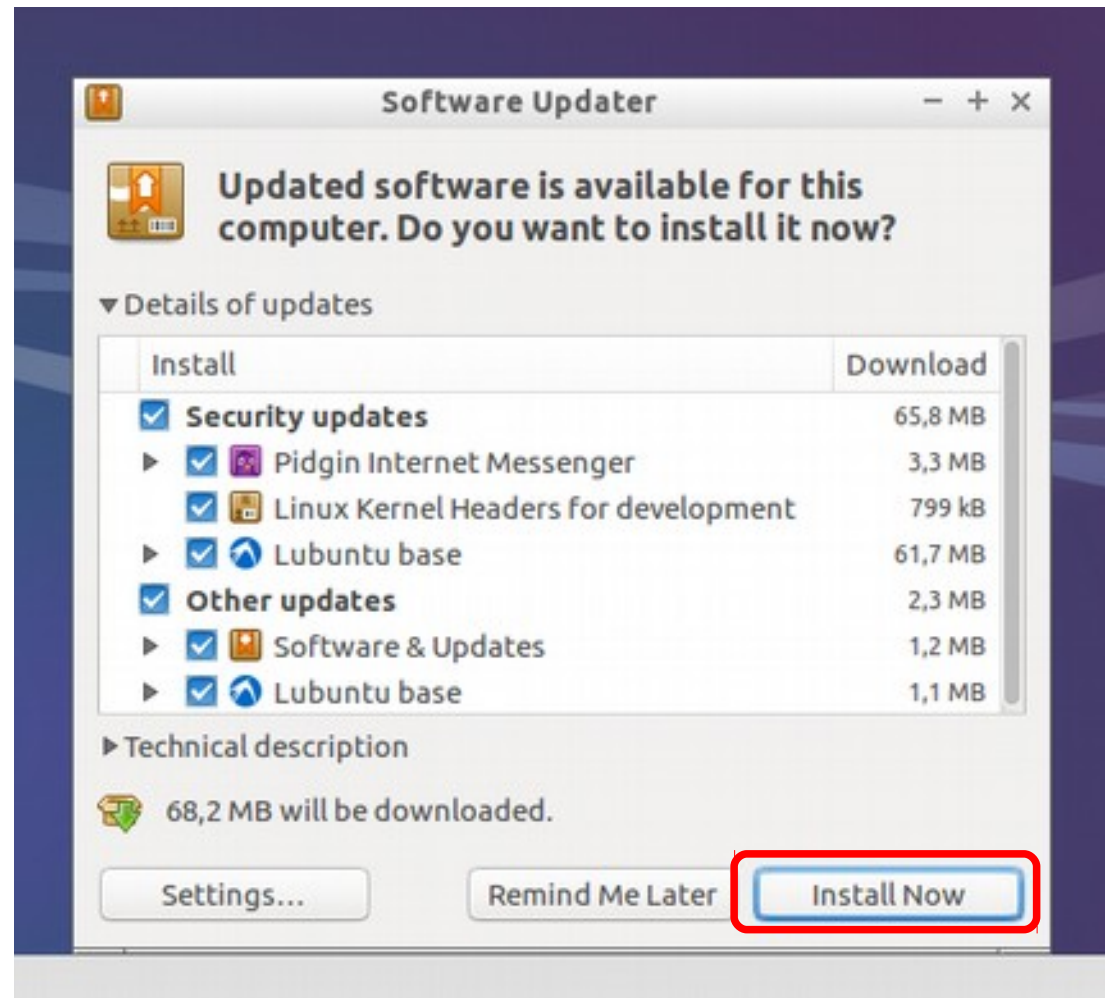 Software Updater
Updated software is available for this
computer. Do you want to install it now?
Details of updates
Install Download
Security updates 65,8 MB
Pidgin Internet Messenger 3,3 MB
Linux Kernel Headers for development 799 kB
Lubuntu base 61,7 MB
Other updates 2,3 MB
Software & Updates 1,2 MB
Lubuntu base 1,1 MB
Technical description
68,2 MB will be downloaded.
Settings... Remind Me Later Install Now